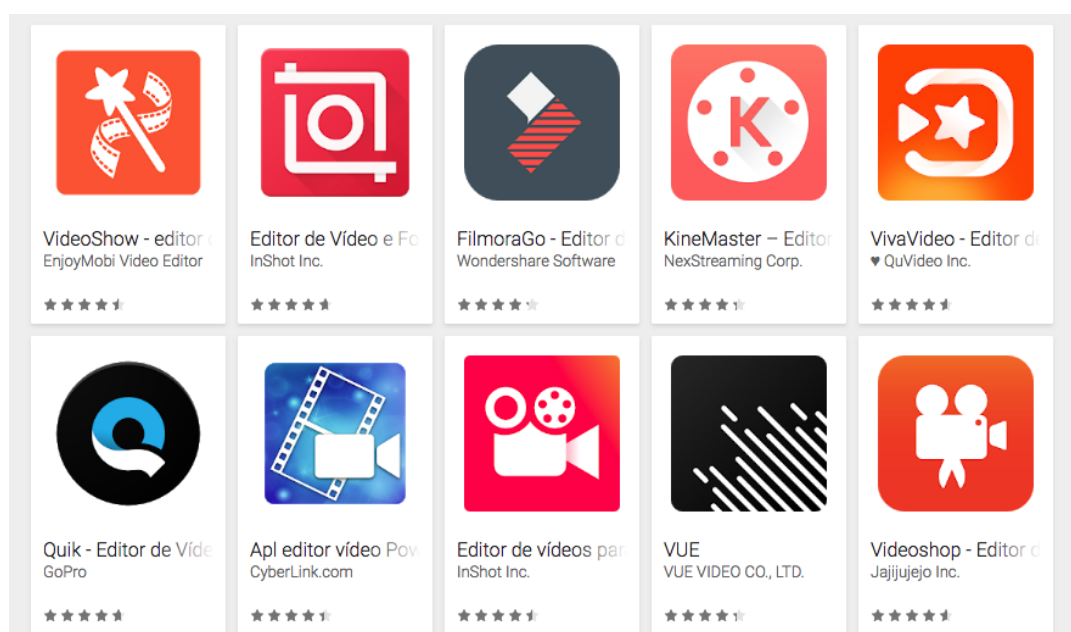 K
VideoShow - editor
EnjoyMobi Video Editor
Editor de Vídeo e Fo
InShot Inc.
FilmoraGo - Editor d
Wondershare Software
KineMaster – Editor
NexStreaming Corp.
VivaVideo - Editor de
♥ QuVideo Inc.
Quik - Editor de Víde
GoPro
Apl editor vídeo Pow
CyberLink.com
Editor de vídeos par
InShot Inc.
VUE
VUE VIDEO CO., LTD.
Videoshop - Editor d
Jajijujejo Inc.